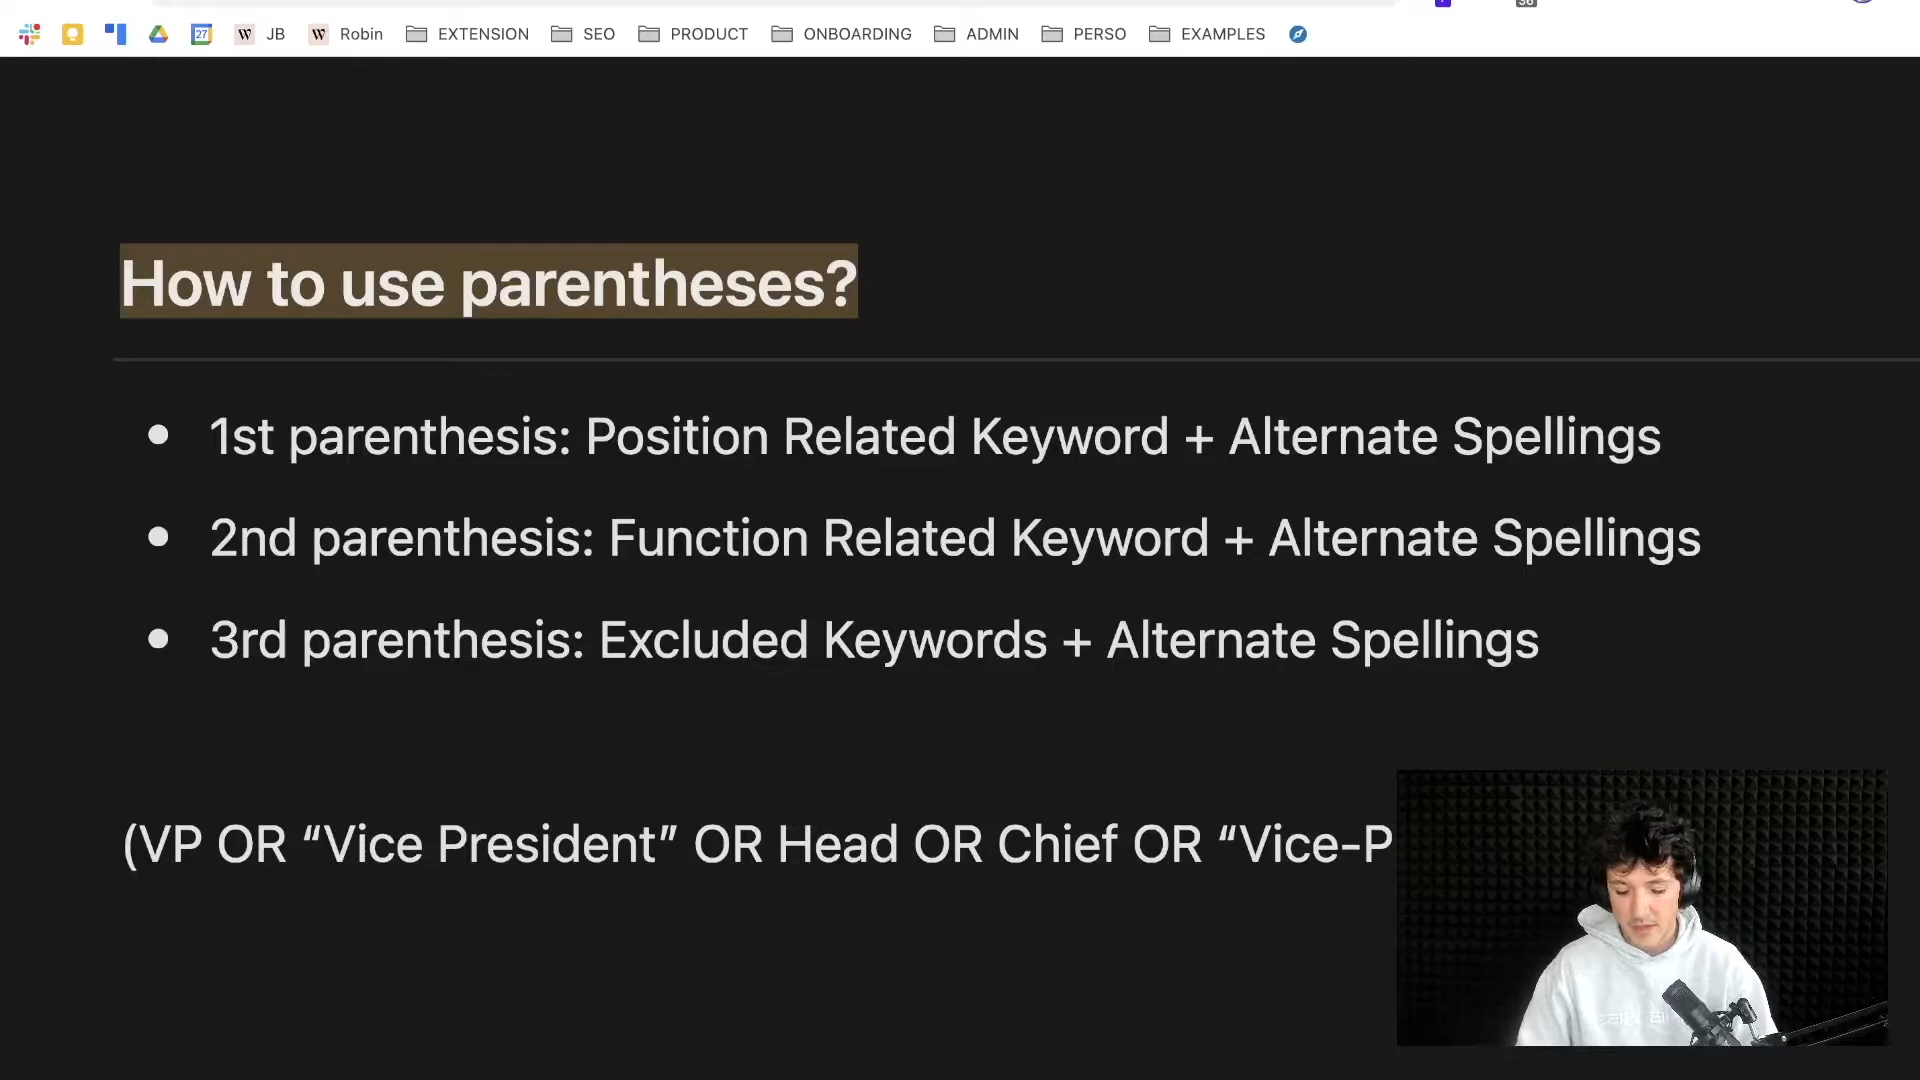 27
W
JB
W
Robin
EXTENSION
SEO
PRODUCT
ONBOARDING
ADMIN
PERSO
EXAMPLES
How to use parentheses?
• 1st parenthesis: Position Related Keyword + Alternate Spellings
• 2nd parenthesis: Function Related Keyword + Alternate Spellings
• 3rd parenthesis: Excluded Keywords + Alternate Spellings
(VP OR “Vice President” OR Head OR Chief OR “Vice-P